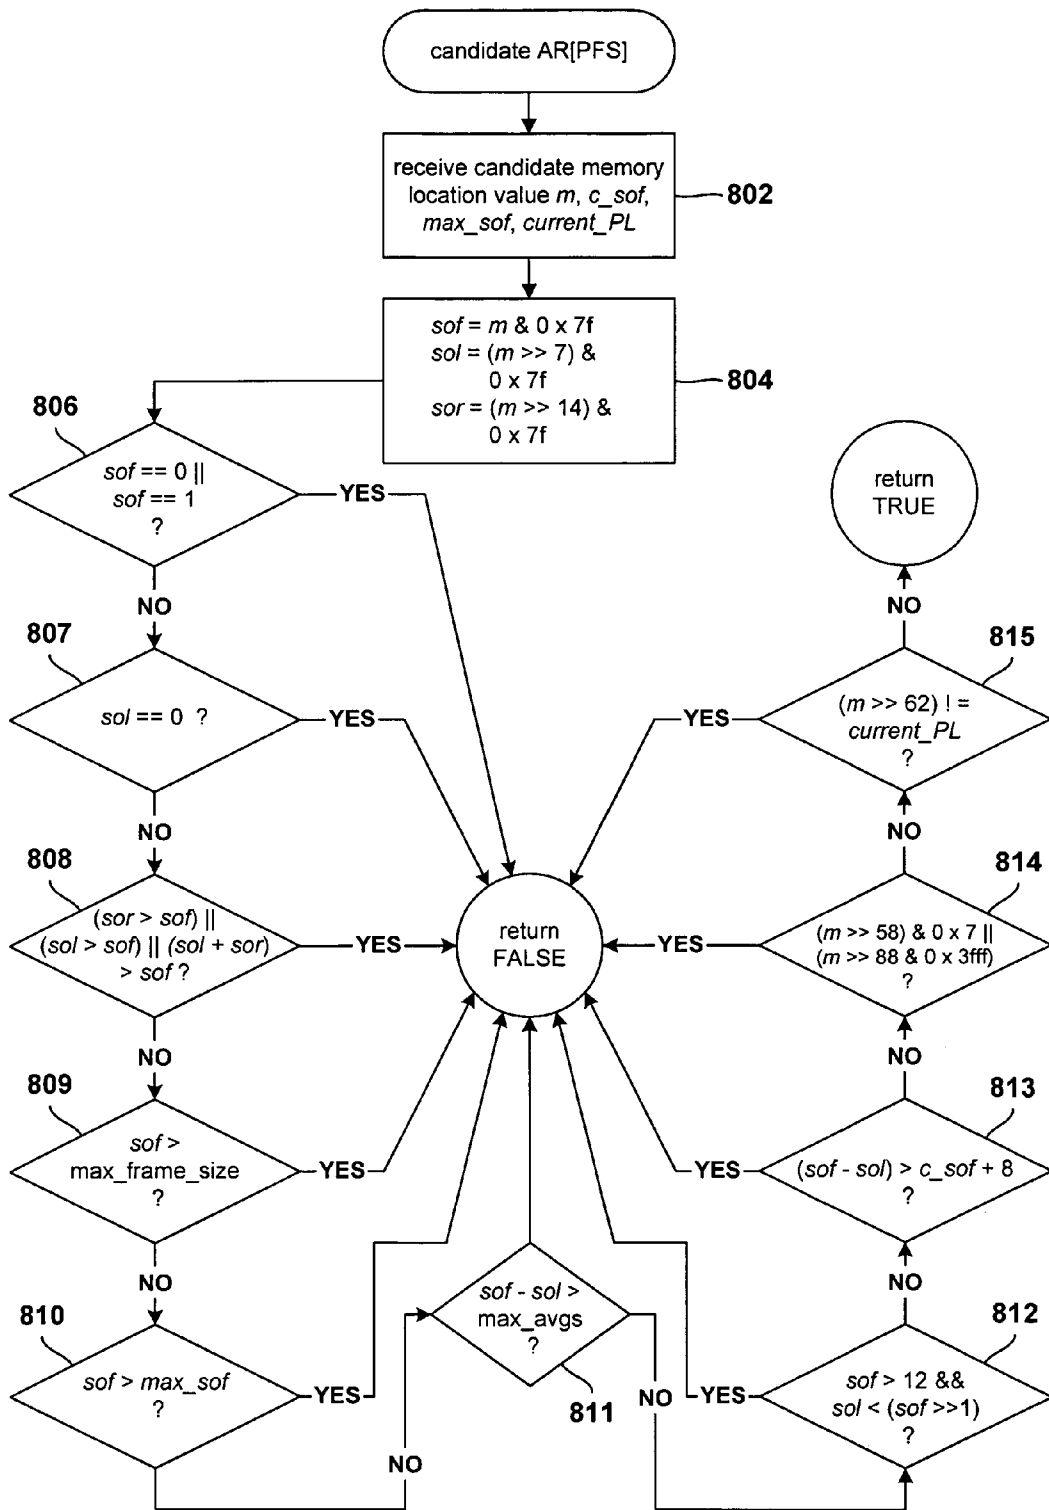 candidate AR[PFS]
receive candidate memory
location value m, c_sof,
max_sof, current_PL
802
sof = m & 0 x 7f
sol = (m >> 7) &
0 x 7f
sor = (m >> 14) &
0 x 7f
804
806
sof == 0 ||
sof == 1
?
YES
NO
return
TRUE
807
sol == 0 ?
YES
NO
NO
815
(m >> 62) ! =
current_PL
?
YES
NO
808
(sor > sof) ||
(sol > sof) || (sol + sor)
> sof ?
YES
NO
return
FALSE
814
(m >> 58) & 0 x 7 ||
(m >> 88 & 0 x 3fff)
?
YES
NO
809
sof >
max_frame_size
?
YES
NO
813
(sof - sol) > c_sof + 8
?
YES
NO
810
sof > max_sof
?
YES
NO
sof - sol >
max_avgs
?
811
NO
812
sof > 12 &&
sol < (sof >>1)
?
YES